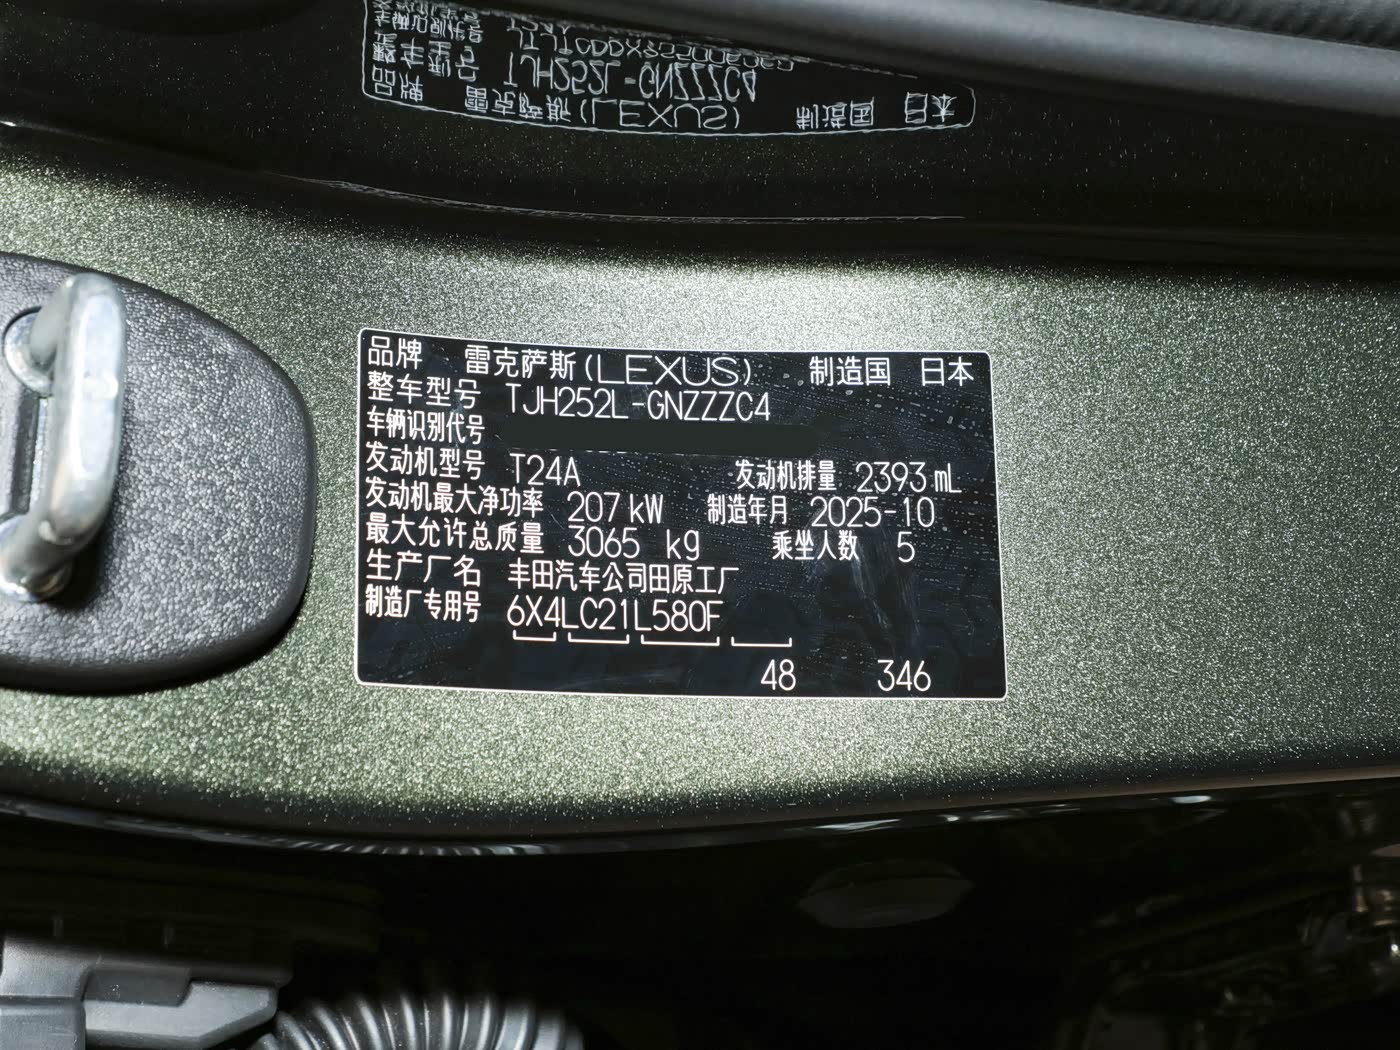 品牌 雷克萨斯(LEXUS) 制造国 日本
整车型号 TJH252L-GNZZZC4
车辆识别代号
发动机型号 T24A 发动机排量 2393 mL
发动机最大净功率 207 kW 制造年月 2025-10
最大允许总质量 3065 kg 乘坐人数 5
生产厂名 丰田汽车公司田原工厂
制造厂专用号 6X4LC21L580F
48 346